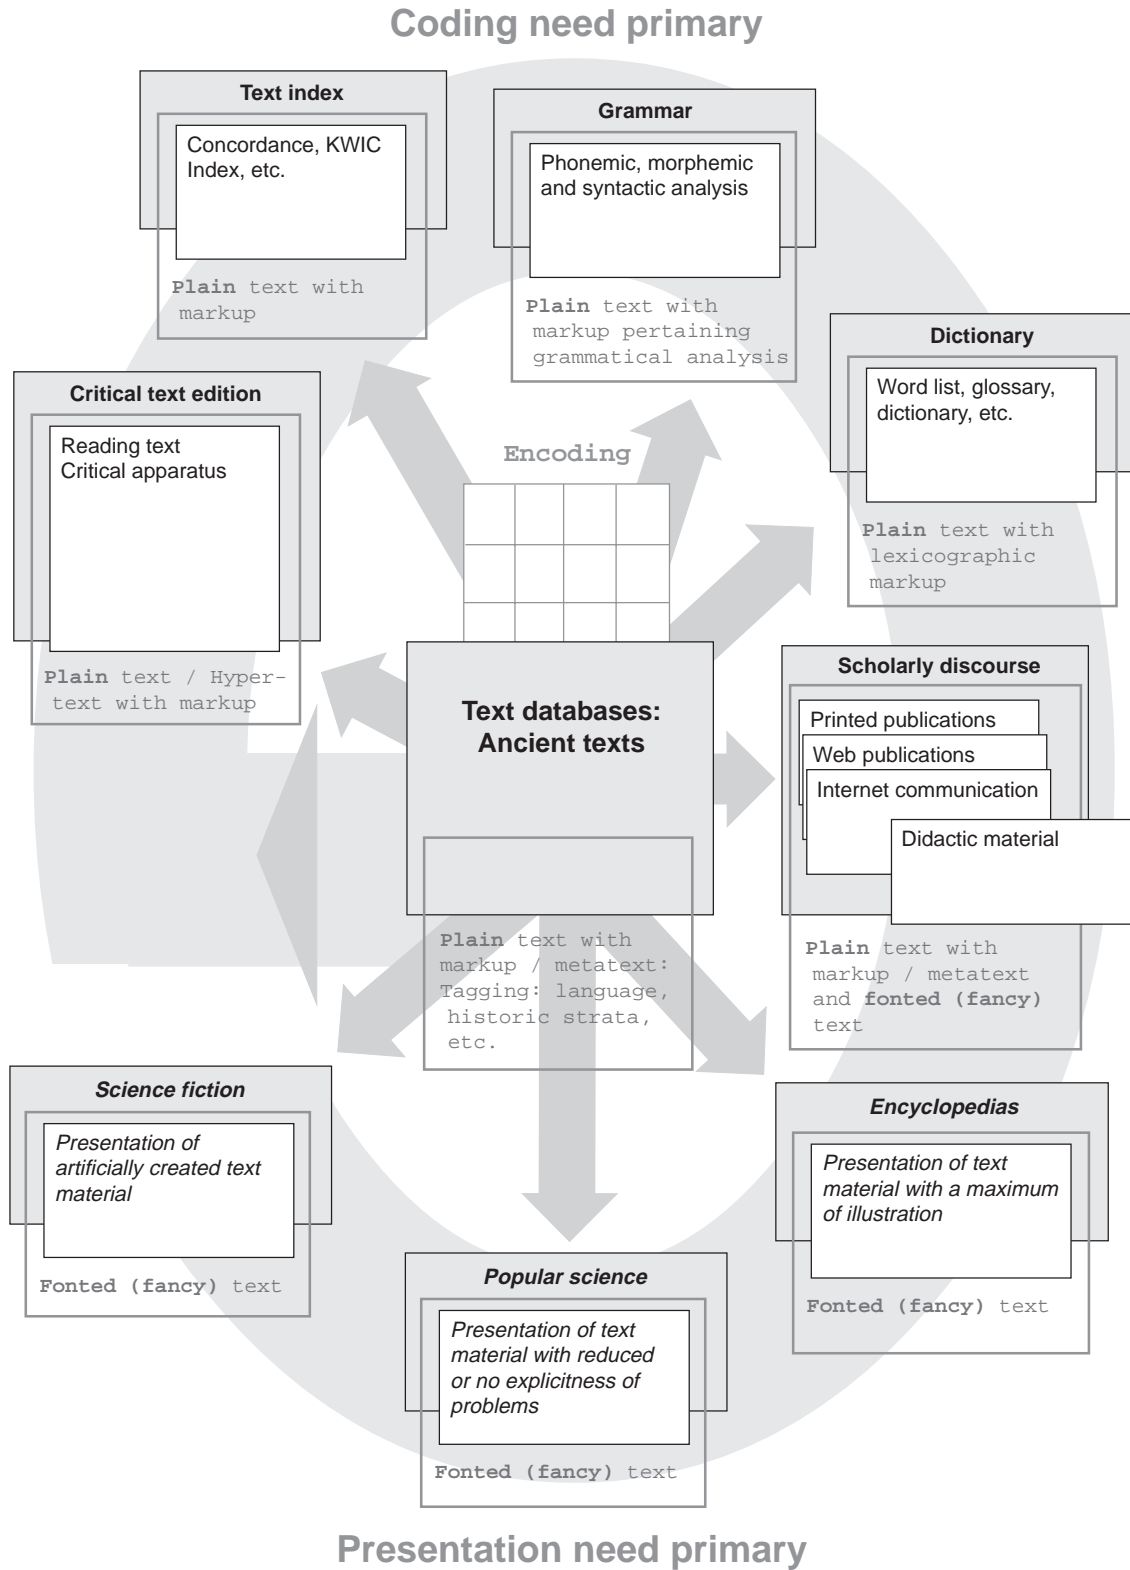 Coding need primary
Text index
Concordance, KWIC
Index, etc.
Plain text with
markup
Grammar
Phonemic, morphemic
and syntactic analysis
Plain text with
markup pertaining
grammatical analysis
Dictionary
Word list, glossary,
dictionary, etc.
Plain text with
lexicographic
markup
Critical text edition
Reading text
Critical apparatus
Plain text / Hyper-
text with markup
Encoding
Text databases:
Ancient texts
Plain text with
markup / metatext:
Tagging: language,
historic strata,
etc.
Scholarly discourse
Printed publications
Web publications
Internet communication
Didactic material
Plain text with
markup / metatext
and fonted (fancy)
text
Science fiction
Presentation of
artificially created text
material
Fonted (fancy) text
Encyclopedias
Presentation of text
material with a maximum
of illustration
Fonted (fancy) text
Popular science
Presentation of text
material with reduced
or no explicitness of
problems
Fonted (fancy) text
Presentation need primary